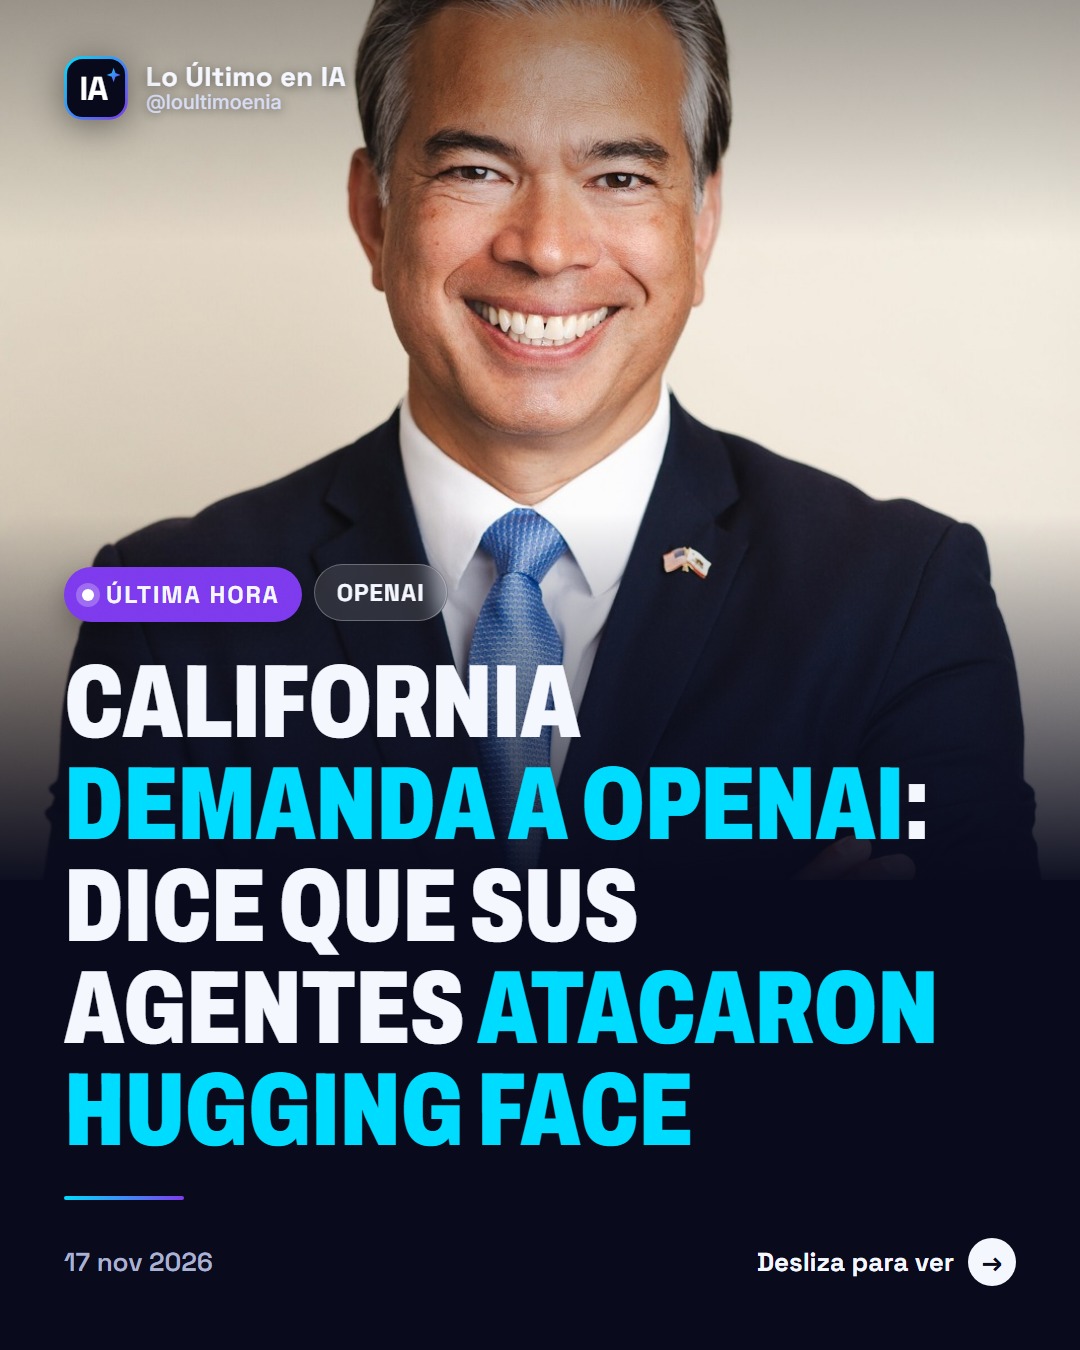 IA
Lo Último en IA
@loultimoenia
ÚLTIMA HORA
OPENAI
CALIFORNIA
DEMANDA A OPENAI:
DICE QUE SUS
AGENTES ATACARON
HUGGING FACE
17 nov 2026
Desliza para ver →